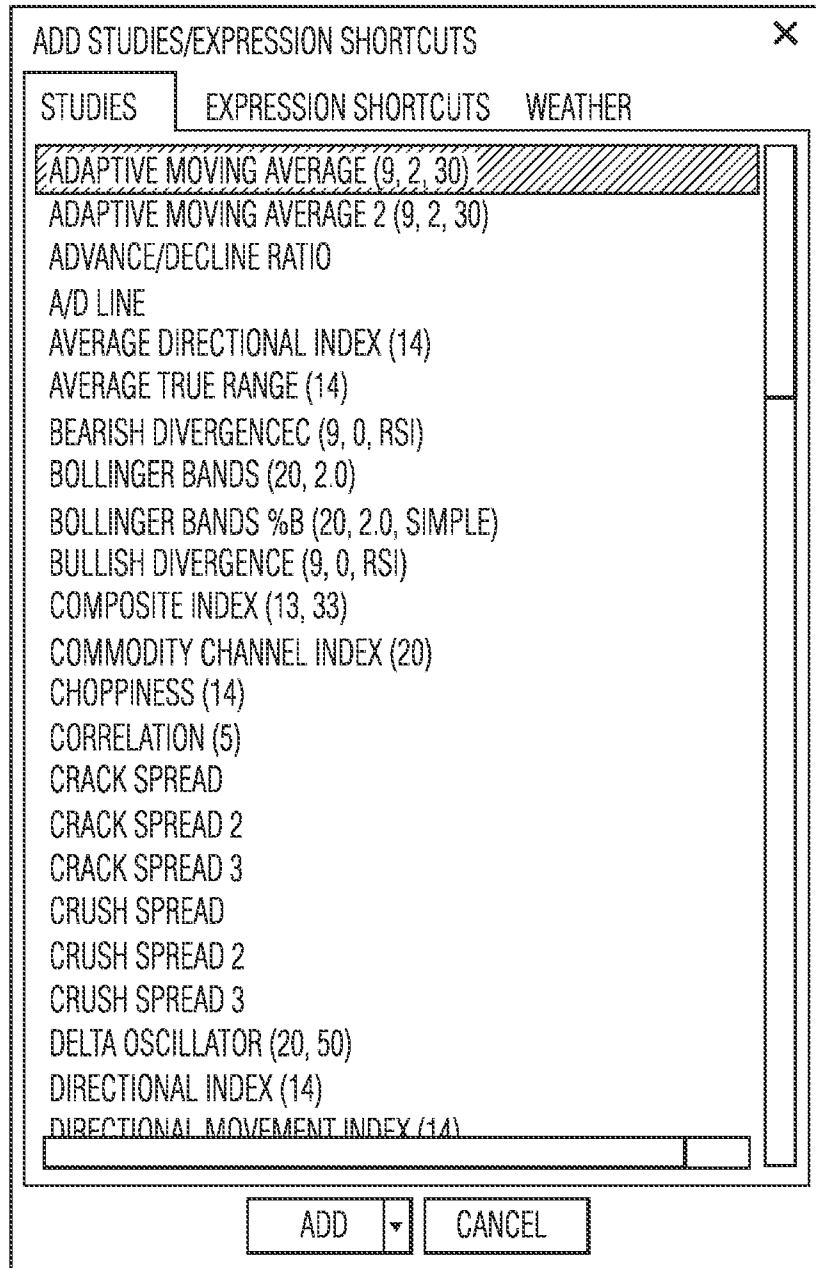 ADD STUDIES/EXPRESSION SHORTCUTS ×
STUDIES EXPRESSION SHORTCUTS WEATHER
ADAPTIVE MOVING AVERAGE (9, 2, 30)
ADAPTIVE MOVING AVERAGE 2 (9, 2, 30)
ADVANCE/DECLINE RATIO
A/D LINE
AVERAGE DIRECTIONAL INDEX (14)
AVERAGE TRUE RANGE (14)
BEARISH DIVERGENCEC (9, 0, RSI)
BOLLINGER BANDS (20, 2.0)
BOLLINGER BANDS %B (20, 2.0, SIMPLE)
BULLISH DIVERGENCE (9, 0, RSI)
COMPOSITE INDEX (13, 33)
COMMODITY CHANNEL INDEX (20)
CHOPPINESS (14)
CORRELATION (5)
CRACK SPREAD
CRACK SPREAD 2
CRACK SPREAD 3
CRUSH SPREAD
CRUSH SPREAD 2
CRUSH SPREAD 3
DELTA OSCILLATOR (20, 50)
DIRECTIONAL INDEX (14)
DIRECTIONAL MOVEMENT INDEX (14)
ADD CANCEL